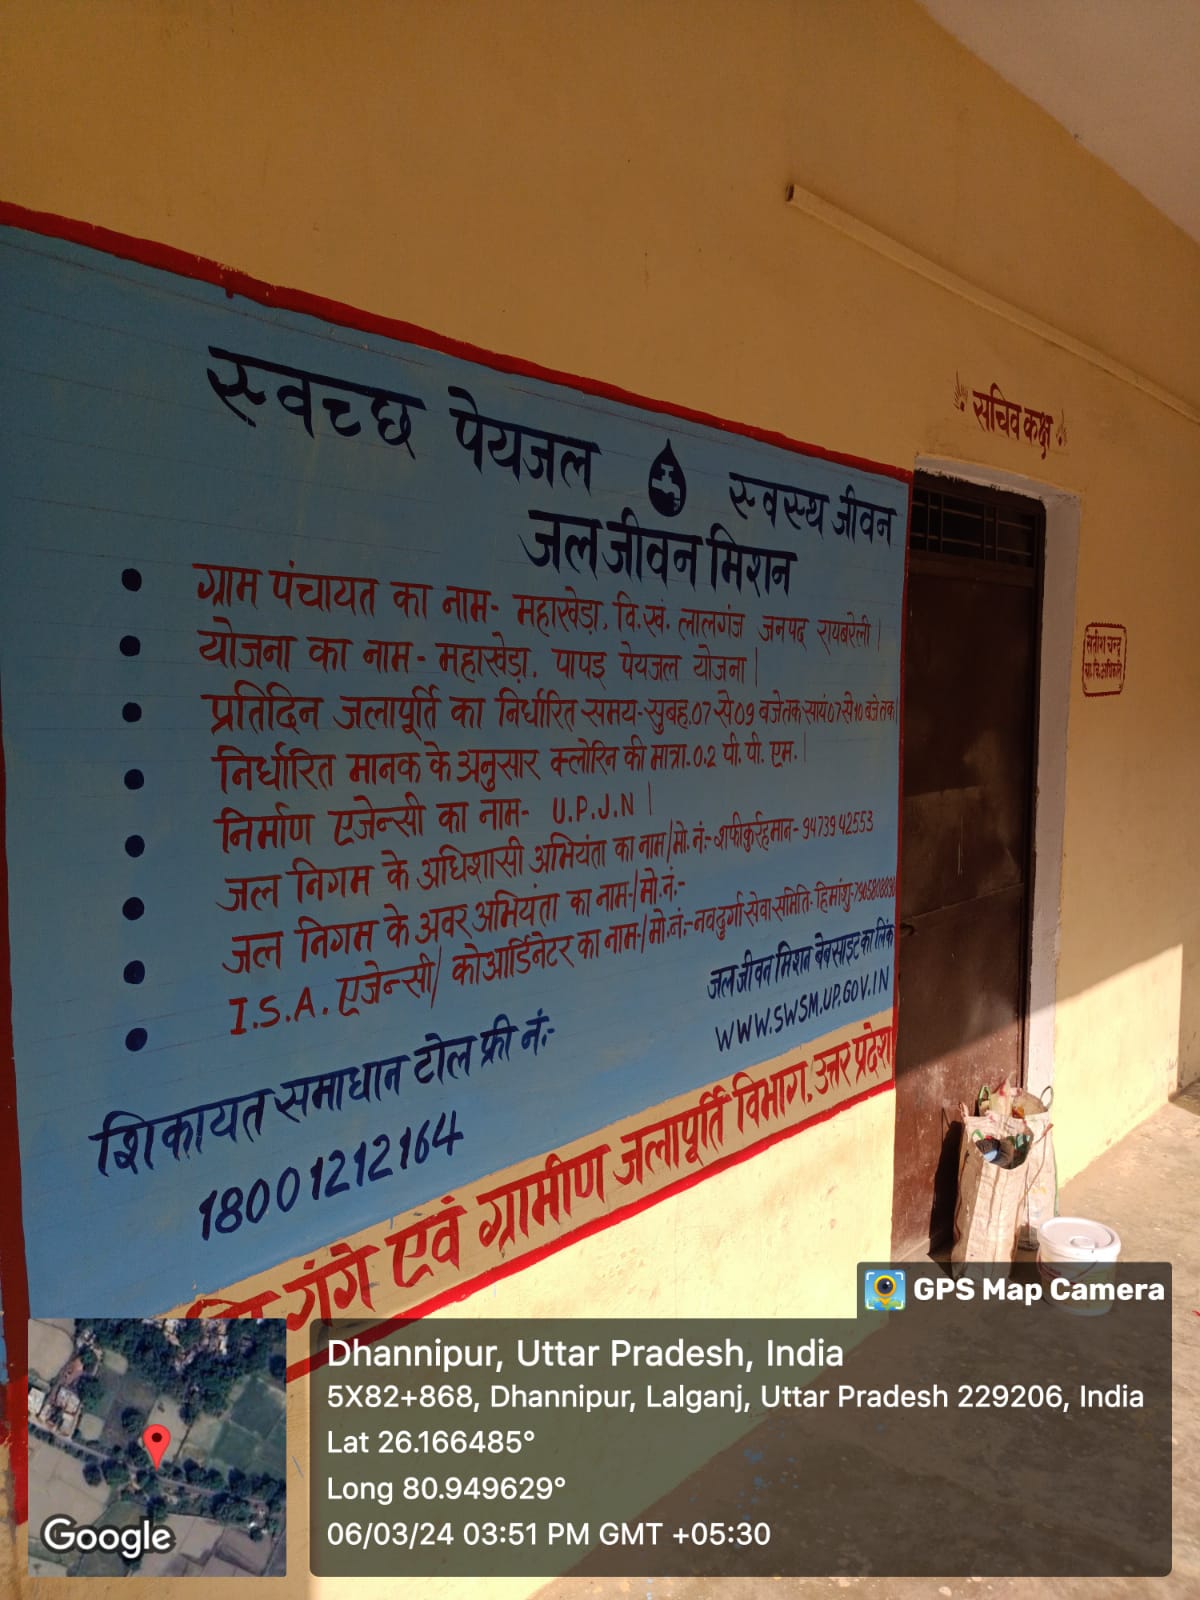 स्वच्छ पेयजल स्वस्थ जीवन
जल जीवन मिशन
ग्राम पंचायत का नाम- महाखेड़ा. वि.खं. लालगंज जनपद रायबरेली।
योजना का नाम- महाखेड़ा. पापइ पेयजल योजना।
प्रतिदिन जलापूर्ति का निर्धारित समय-सुबह.07 से 09 बजे तक सायं 07 से 10 बजे तक
निर्धारित मानक के अनुसार क्लोरिन की मात्रा.0.2 पी. पी. एम.।
निर्माण एजेन्सी का नाम- U.P.J.N।
जल निगम के अधिशासी अभियंता का नाम/मो. नं:-शफीकुर्रहमान- 9473942553
जल निगम के अवर अभियंता का नाम-/मो.नं:-
I.S.A. एजेन्सी/ कोआर्डिनेटर का नाम-/मो.नं:-नवदुर्गा सेवा समिति- हिमांशु-
जल जीवन मिशन बेबसाइट का लिंक
WWW.SWSM.UP.GOV.IN
शिकायत समाधान टोल फ्री नं:-
18001212164
गंगे एवं ग्रामीण जलापूर्ति विभाग. उत्तर प्रदेश
सचिव कक्ष
GPS Map Camera
Dhannipur, Uttar Pradesh, India
5X82+868, Dhannipur, Lalganj, Uttar Pradesh 229206, India
Lat 26.166485°
Long 80.949629°
06/03/24 03:51 PM GMT +05:30
Google